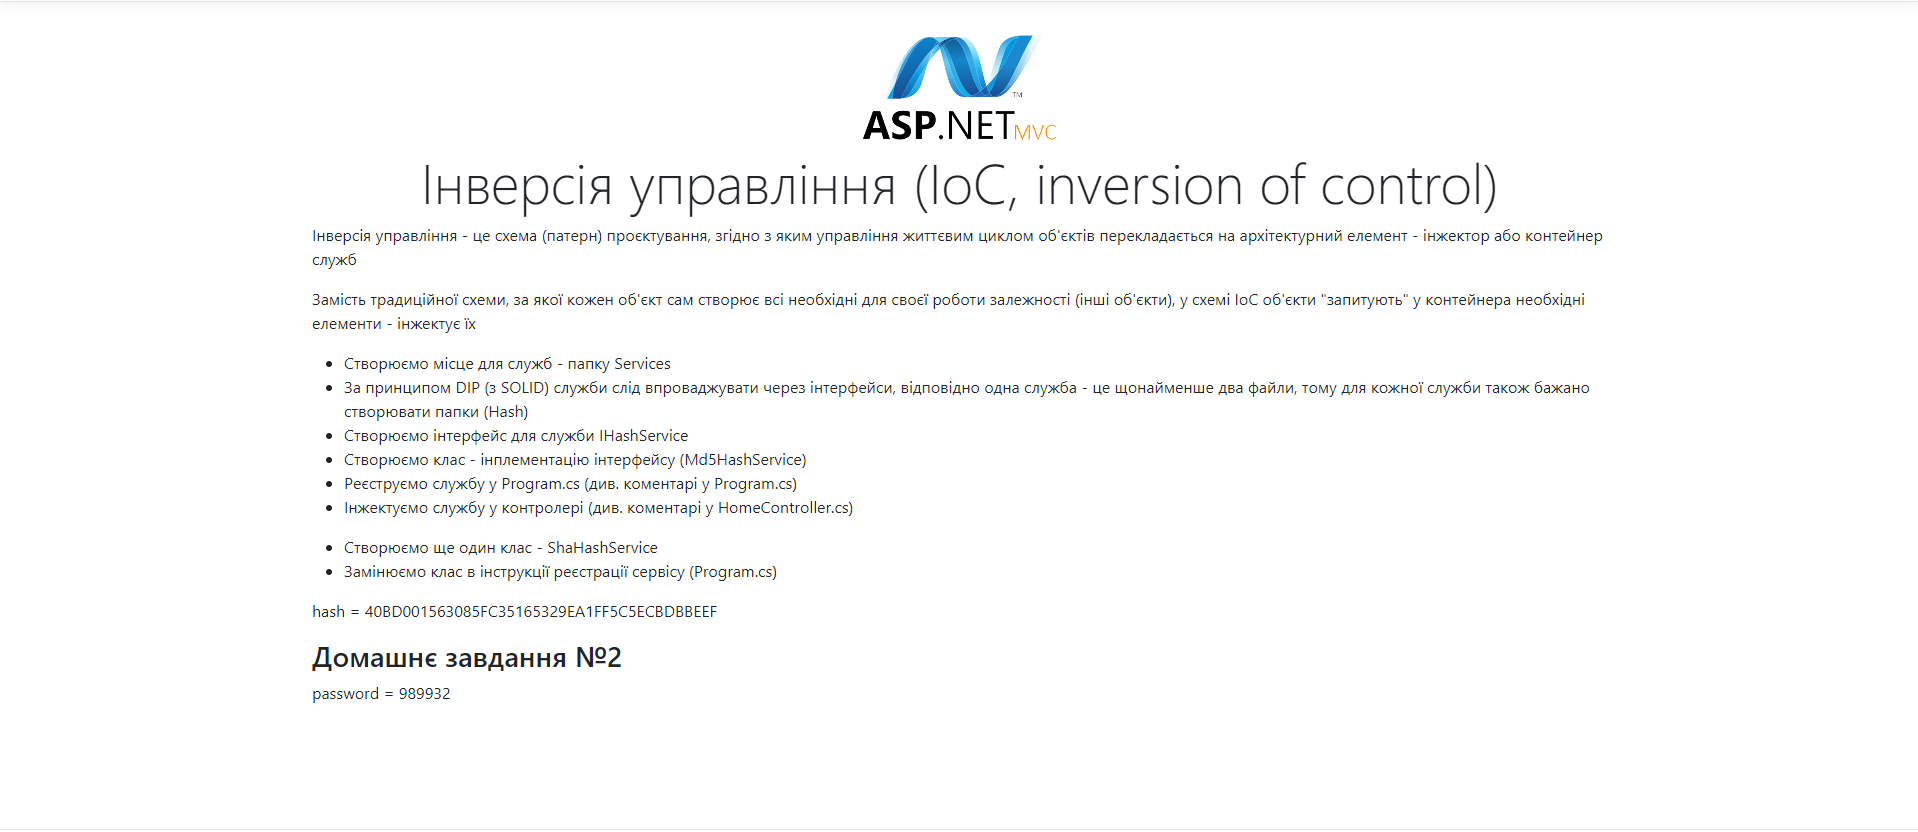 ™
ASP.NET MVC
Інверсія управління (IoC, inversion of control)
Інверсія управління - це схема (патерн) проєктування, згідно з яким управління життєвим циклом об'єктів перекладається на архітектурний елемент - інжектор або контейнер
служб
Замість традиційної схеми, за якої кожен об'єкт сам створює всі необхідні для своєї роботи залежності (інші об'єкти), у схемі IoC об'єкти "запитують" у контейнера необхідні
елементи - інжектує їх
• Створюємо місце для служб - папку Services
• За принципом DIP (з SOLID) служби слід впроваджувати через інтерфейси, відповідно одна служба - це щонайменше два файли, тому для кожної служби також бажано
створювати папки (Hash)
• Створюємо інтерфейс для служби IHashService
• Створюємо клас - інплементацію інтерфейсу (Md5HashService)
• Реєструємо службу у Program.cs (див. коментарі у Program.cs)
• Інжектуємо службу у контролері (див. коментарі у HomeController.cs)
• Створюємо ще один клас - ShaHashService
• Замінюємо клас в інструкції реєстрації сервісу (Program.cs)
hash = 40BD001563085FC35165329EA1FF5C5ECBDBBEEF
Домашнє завдання №2
password = 989932